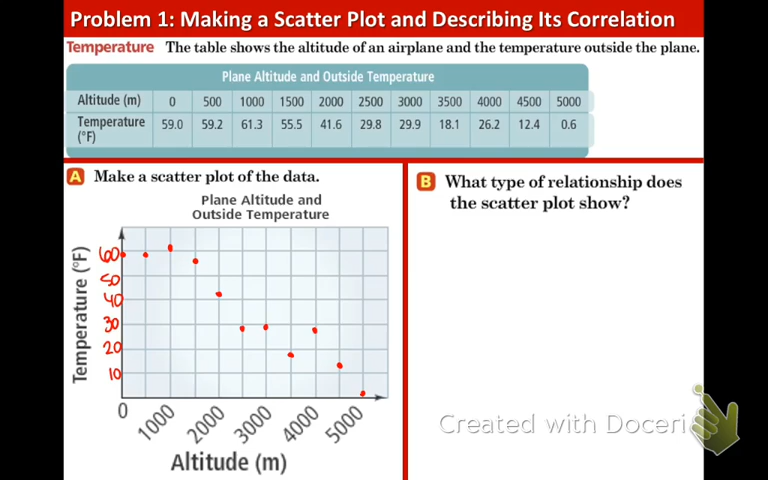 Problem 1: Making a Scatter Plot and Describing Its Correlation
Temperature The table shows the altitude of an airplane and the temperature outside the plane.
Plane Altitude and Outside Temperature
Altitude (m) 0 500 1000 1500 2000 2500 3000 3500 4000 4500 5000
Temperature (°F) 59.0 59.2 61.3 55.5 41.6 29.8 29.9 18.1 26.2 12.4 0.6
A Make a scatter plot of the data.
Plane Altitude and
Outside Temperature
Temperature (°F)
60
50
40
30
20
10
0 1000 2000 3000 4000 5000
Altitude (m)
B What type of relationship does
the scatter plot show?
Created with Doceri